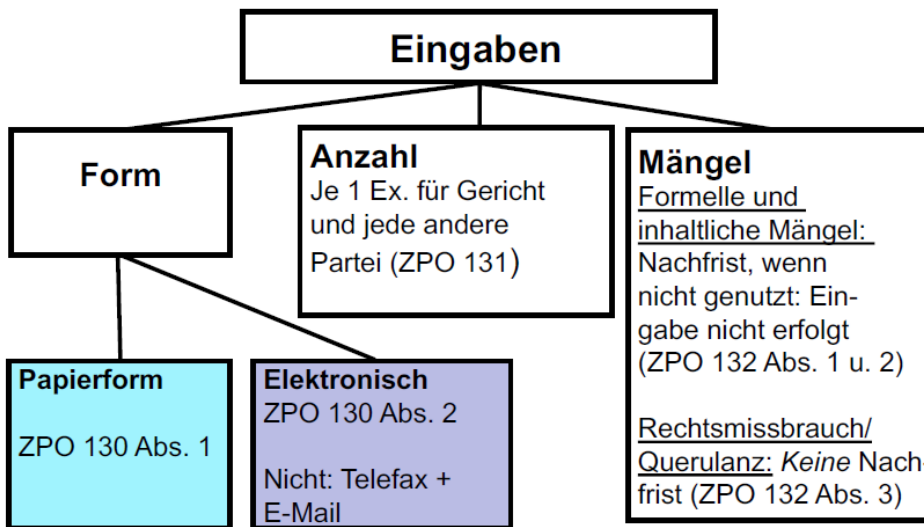 Eingaben
Form
Anzahl
Je 1 Ex. für Gericht
und jede andere
Partei (ZPO 131)
Mängel
Formelle und
inhaltliche Mängel:
Nachfrist, wenn
nicht genutzt: Ein-
gabe nicht erfolgt
(ZPO 132 Abs. 1 u. 2)
Rechtsmissbrauch/
Querulanz: Keine Nach-
frist (ZPO 132 Abs. 3)
Papierform
ZPO 130 Abs. 1
Elektronisch
ZPO 130 Abs. 2
Nicht: Telefax +
E-Mail